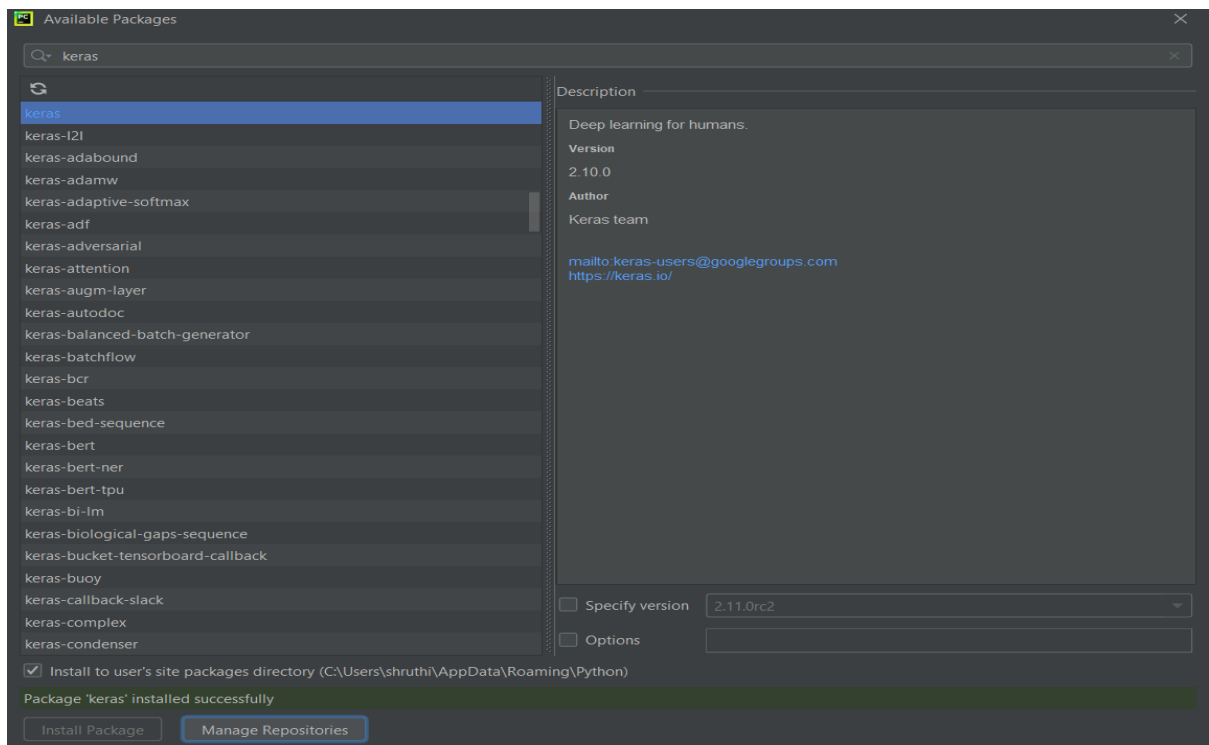 PC Available Packages
keras
keras
keras-l2l
keras-adabound
keras-adamw
keras-adaptive-softmax
keras-adf
keras-adversarial
keras-attention
keras-augm-layer
keras-autodoc
keras-balanced-batch-generator
keras-batchflow
keras-bcr
keras-beats
keras-bed-sequence
keras-bert
keras-bert-ner
keras-bert-tpu
keras-bi-lm
keras-biological-gaps-sequence
keras-bucket-tensorboard-callback
keras-buoy
keras-callback-slack
keras-complex
keras-condenser
Description
Deep learning for humans.
Version
2.10.0
Author
Keras team
mailto:keras-users@googlegroups.com
https://keras.io/
Specify version 2.11.0rc2
Options
Install to user's site packages directory (C:\Users\shruthi\AppData\Roaming\Python)
Package 'keras' installed successfully
Install Package Manage Repositories